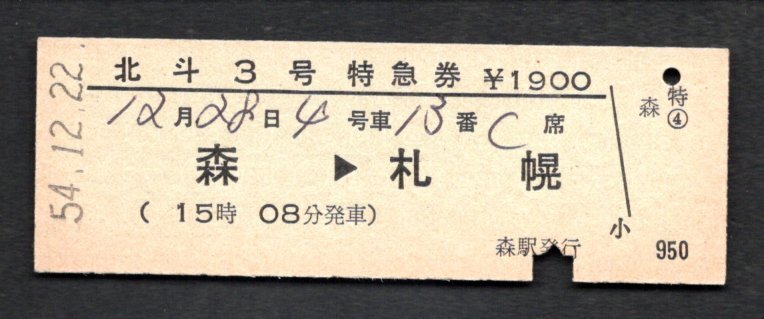 54.12.22.
北斗3号 特急券 ¥1900
12月28日4号車13番C席
森▶札幌
(15時08分発車)
森駅発行
特
森④
小
950